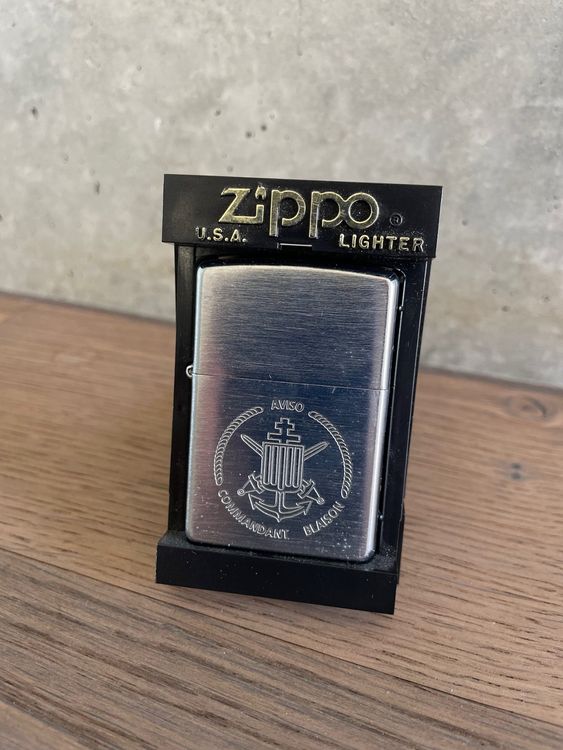 Zippo ®
U.S.A. LIGHTER
AVISO
COMMANDANT BLAISON